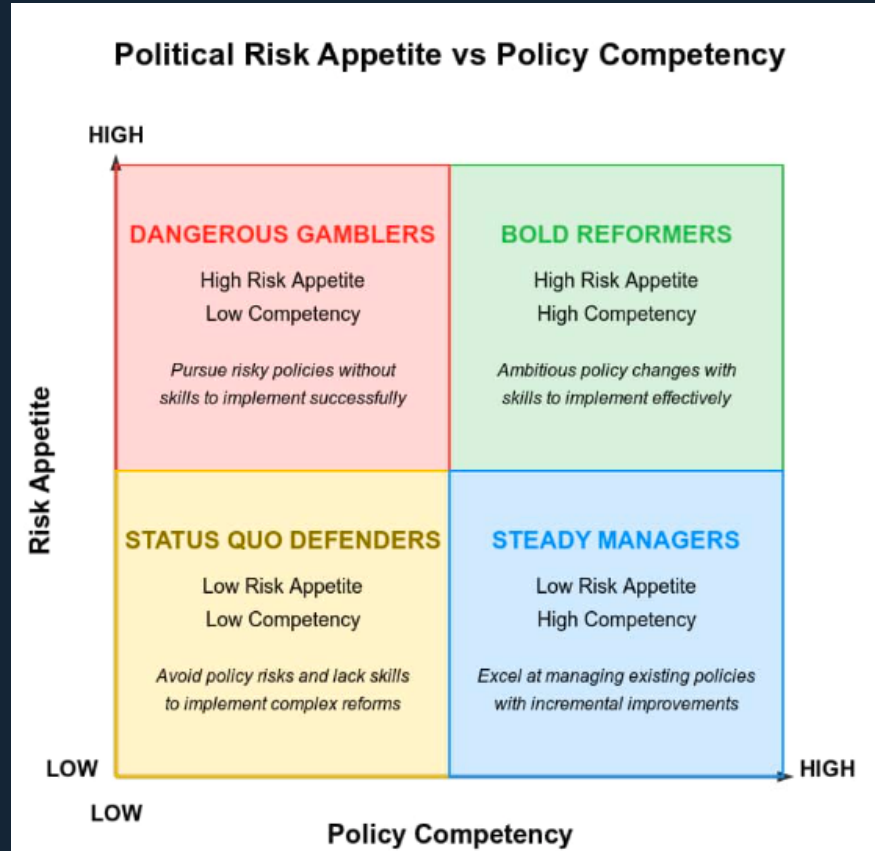 Political Risk Appetite vs Policy Competency
HIGH
DANGEROUS GAMBLERS
High Risk Appetite
Low Competency
Pursue risky policies without
skills to implement successfully
BOLD REFORMERS
High Risk Appetite
High Competency
Ambitious policy changes with
skills to implement effectively
Risk Appetite
STATUS QUO DEFENDERS
Low Risk Appetite
Low Competency
Avoid policy risks and lack skills
to implement complex reforms
STEADY MANAGERS
Low Risk Appetite
High Competency
Excel at managing existing policies
with incremental improvements
LOW
HIGH
LOW
Policy Competency